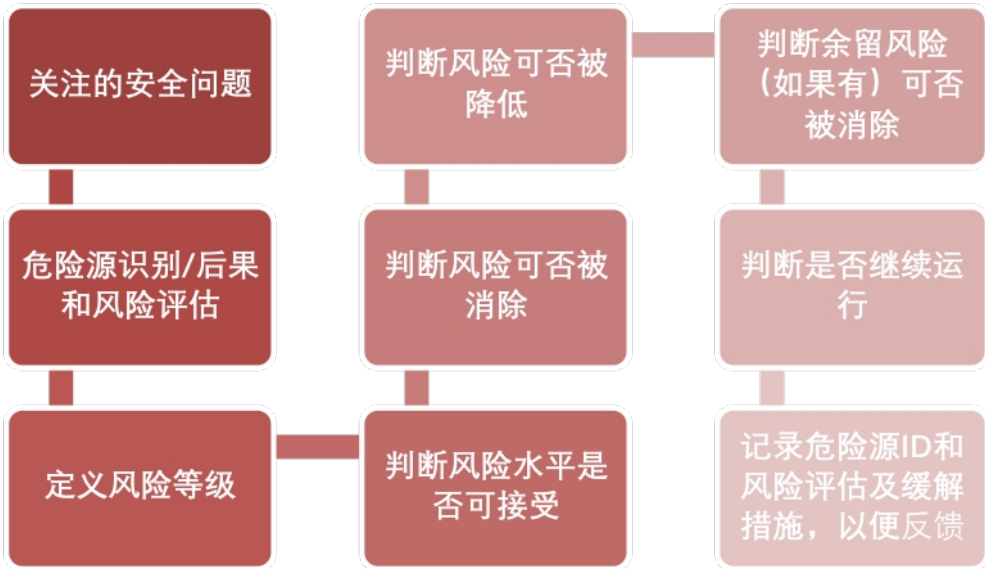 关注的安全问题
危险源识别/后果
和风险评估
定义风险等级
判断风险水平是
否可接受
判断风险可否被
消除
判断风险可否被
降低
判断余留风险
（如果有）可否
被消除
判断是否继续运
行
记录危险源ID和
风险评估及缓解
措施，以便反馈